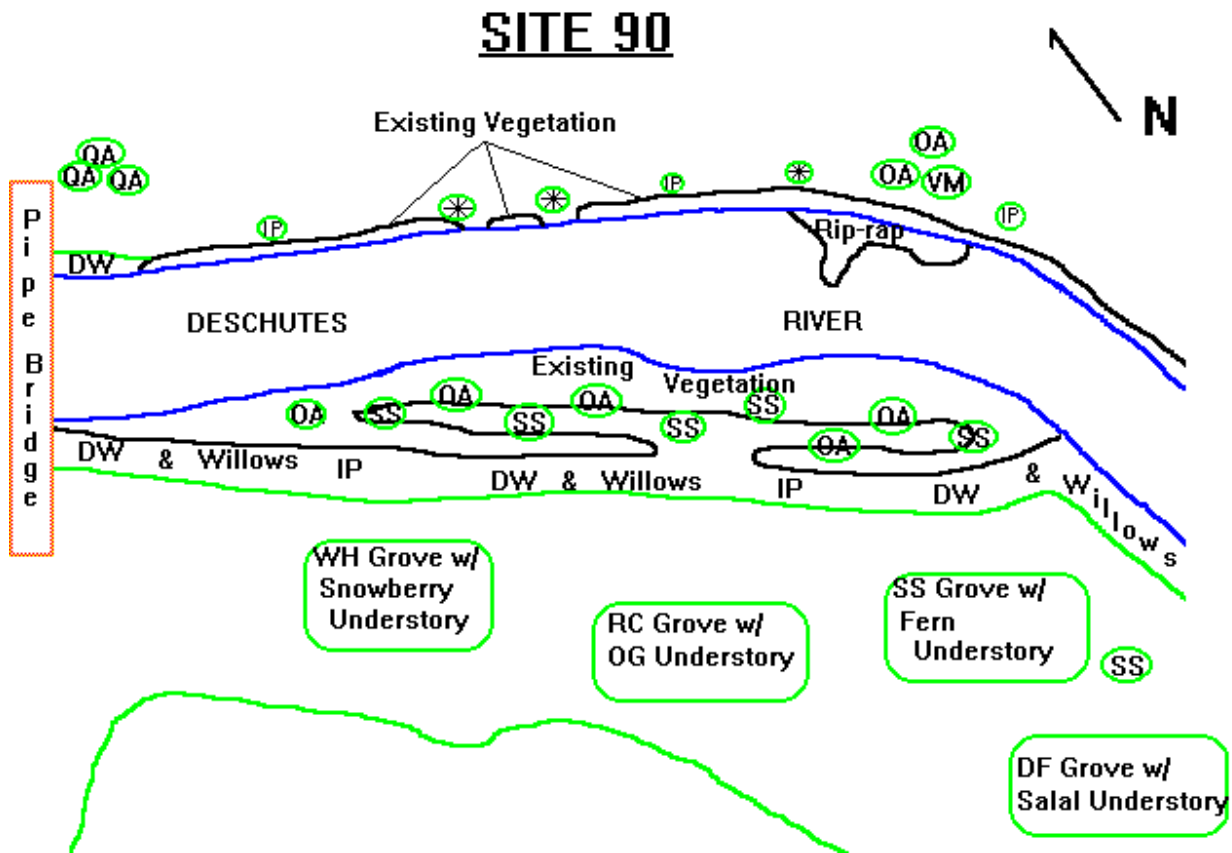 SITE 90
N
Existing Vegetation
QA
QA QA
OA
OA VM
IP
*
*
IP
*
IP
Pipe Bridge
DW
Rip-rap
DESCHUTES RIVER
Existing
Vegetation
OA SS QA SS QA SS SS OA OA SS
DW & Willows IP DW & Willows IP DW & Willows
WH Grove w/
Snowberry
Understory
RC Grove w/
OG Understory
SS Grove w/
Fern
Understory
SS
DF Grove w/
Salal Understory